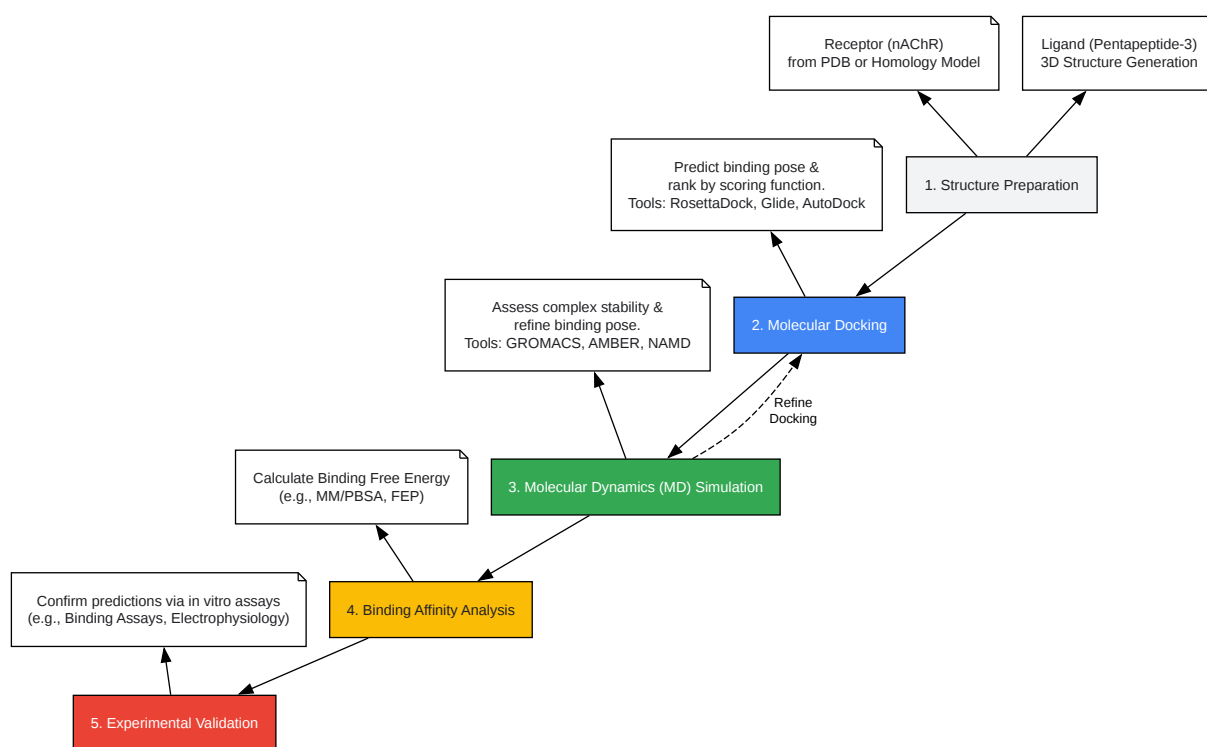 Receptor (nAChR)
from PDB or Homology Model
Ligand (Pentapeptide-3)
3D Structure Generation
Predict binding pose &
rank by scoring function.
Tools: RosettaDock, Glide, AutoDock
1. Structure Preparation
Assess complex stability &
refine binding pose.
Tools: GROMACS, AMBER, NAMD
2. Molecular Docking
Refine
Docking
Calculate Binding Free Energy
(e.g., MM/PBSA, FEP)
3. Molecular Dynamics (MD) Simulation
Confirm predictions via in vitro assays
(e.g., Binding Assays, Electrophysiology)
4. Binding Affinity Analysis
5. Experimental Validation